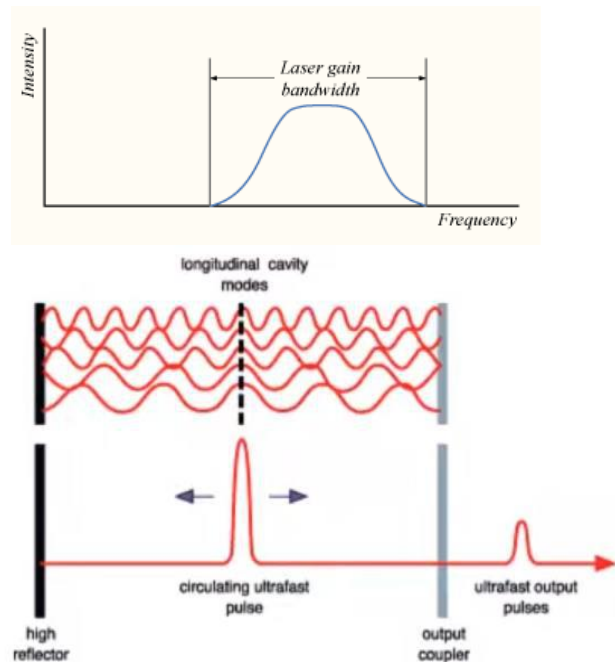 Intensity
Laser gain
bandwidth
Frequency
longitudinal cavity
modes
circulating ultrafast
pulse
ultrafast output
pulses
high
reflector
output
coupler